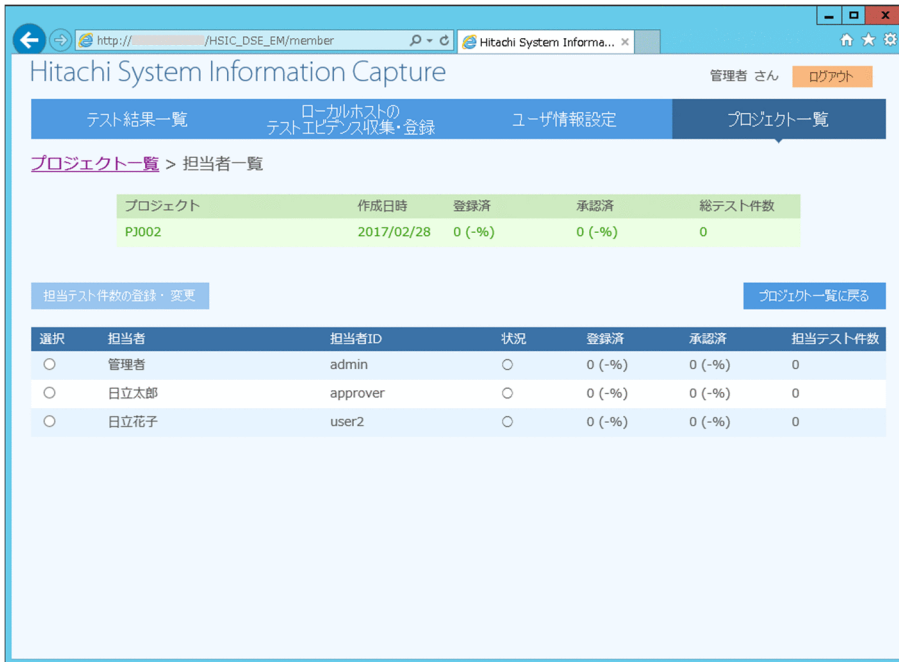 http:// /HSIC_DSE_EM/member
Hitachi System Informa...
Hitachi System Information Capture
管理者 さん
ログアウト
テスト結果一覧
ローカルホストの
テストエビデンス収集・登録
ユーザ情報設定
プロジェクト一覧
プロジェクト一覧 > 担当者一覧
プロジェクト 作成日時 登録済 承認済 総テスト件数
PJ002 2017/02/28 0 (-%) 0 (-%) 0
担当テスト件数の登録・変更
プロジェクト一覧に戻る
選択 担当者 担当者ID 状況 登録済 承認済 担当テスト件数
管理者 admin ○ 0 (-%) 0 (-%) 0
日立太郎 approver ○ 0 (-%) 0 (-%) 0
日立花子 user2 ○ 0 (-%) 0 (-%) 0